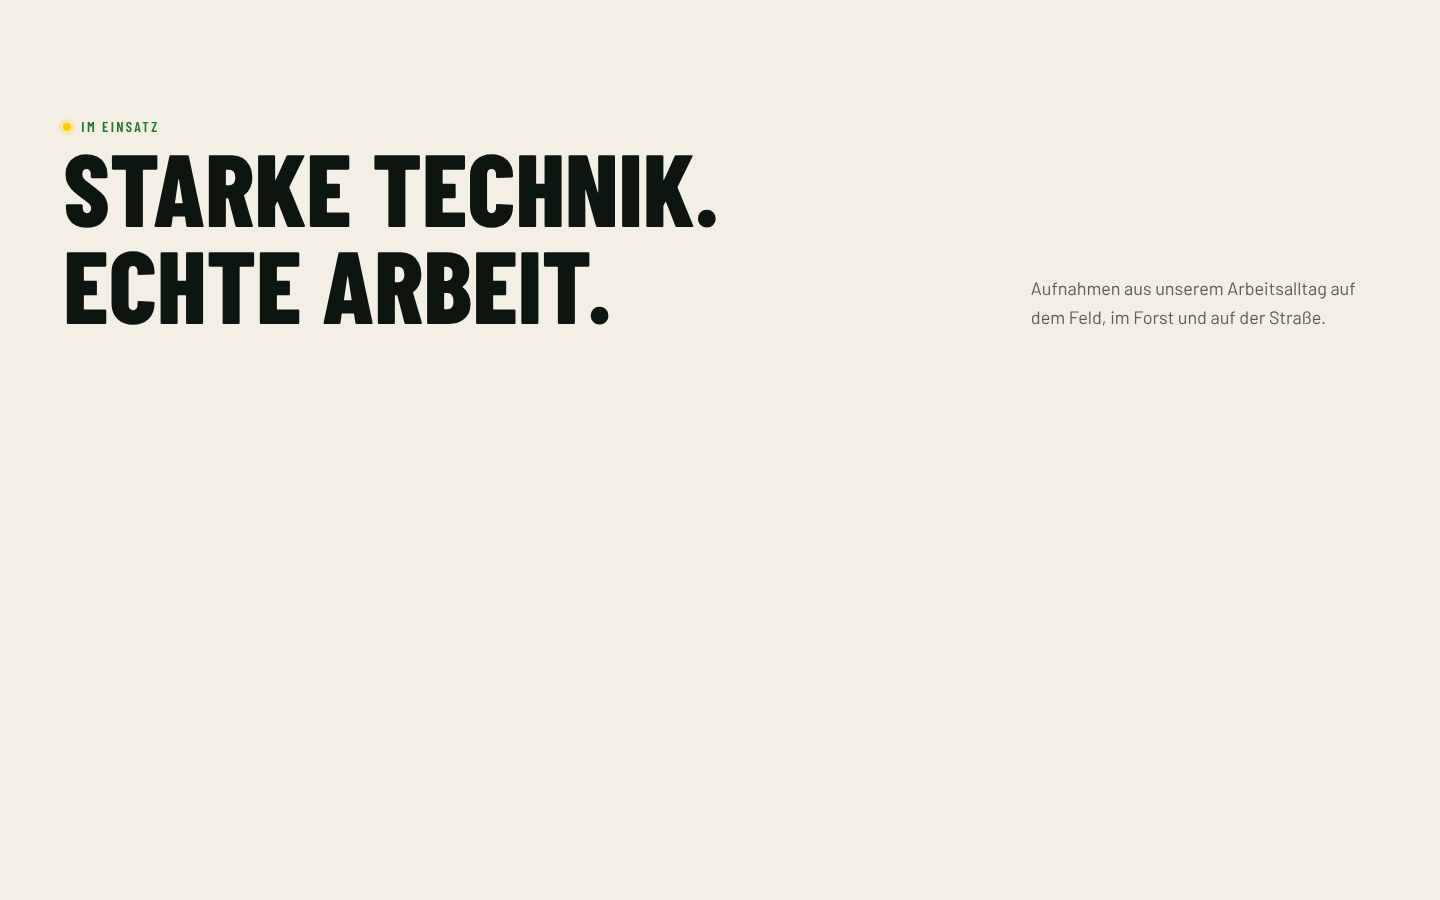 IM EINSATZ
STARKE TECHNIK.
ECHTE ARBEIT.
Aufnahmen aus unserem Arbeitsalltag auf
dem Feld, im Forst und auf der Straße.